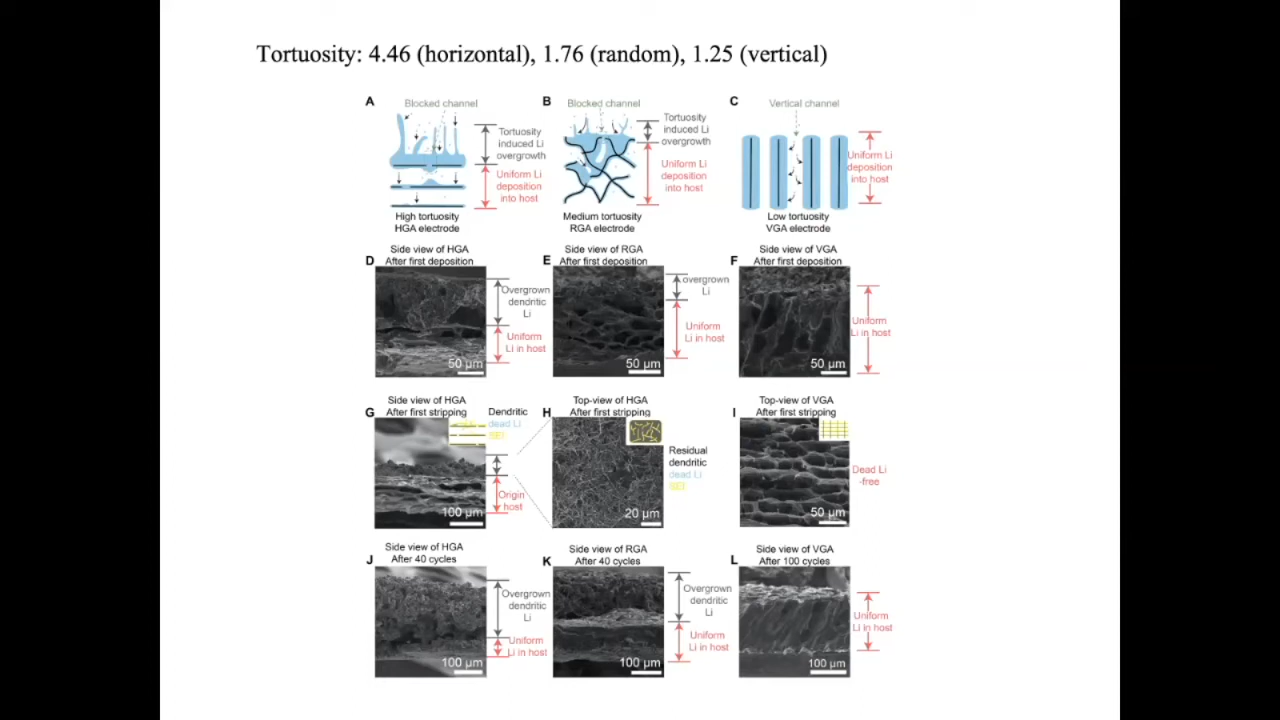 Tortuosity: 4.46 (horizontal), 1.76 (random), 1.25 (vertical)
A
Blocked channel
Tortuosity
induced Li
overgrowth
Uniform Li
deposition
into host
High tortuosity
HGA electrode
B
Blocked channel
Tortuosity
induced Li
overgrowth
Uniform Li
deposition
into host
Medium tortuosity
RGA electrode
C
Vertical channel
Uniform Li
deposition
into host
Low tortuosity
VGA electrode
D
Side view of HGA
After first deposition
Overgrown
dendritic
Li
Uniform
Li in host
50 µm
E
Side view of RGA
After first deposition
overgrown
Li
Uniform
Li in host
50 µm
F
Side view of VGA
After first deposition
Uniform
Li in host
50 µm
G
Side view of HGA
After first stripping
Dendritic
dead Li
SEI
Origin
host
100 µm
H
Top-view of HGA
After first stripping
Residual
dendritic
dead Li
SEI
20 µm
I
Top-view of VGA
After first stripping
Dead Li
-free
50 µm
J
Side view of HGA
After 40 cycles
Overgrown
dendritic
Li
Uniform
Li in host
100 µm
K
Side view of RGA
After 40 cycles
Overgrown
dendritic
Li
Uniform
Li in host
100 µm
L
Side view of VGA
After 100 cycles
Uniform
Li in host
100 µm